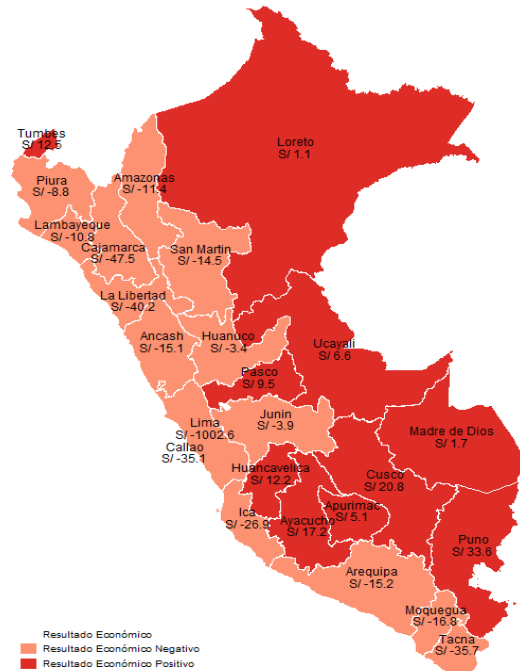 Tumbes
S/ 12.5
Loreto
S/ 1.1
Piura
S/ -8.8
Amazonas
S/ -11.4
Lambayeque
S/ -10.8
Cajamarca
S/ -47.5
San Martin
S/ -14.5
La Libertad
S/ -40.2
Ancash
S/ -15.1
Huanuco
S/ -3.4
Ucayali
S/ 6.6
Pasco
S/ 9.5
Lima
S/ -1002.6
Callao
S/ -35.1
Junin
S/ -3.9
Madre de Dios
S/ 1.7
Huancavelica
S/ 12.2
Cusco
S/ 20.8
Ica
S/ -26.9
Ayacucho
S/ 17.2
Apurimac
S/ 5.1
Puno
S/ 33.6
Arequipa
S/ -15.2
Moquegua
S/ -16.8
Tacna
S/ -35.7
Resultado Económico
Resultado Económico Negativo
Resultado Económico Positivo